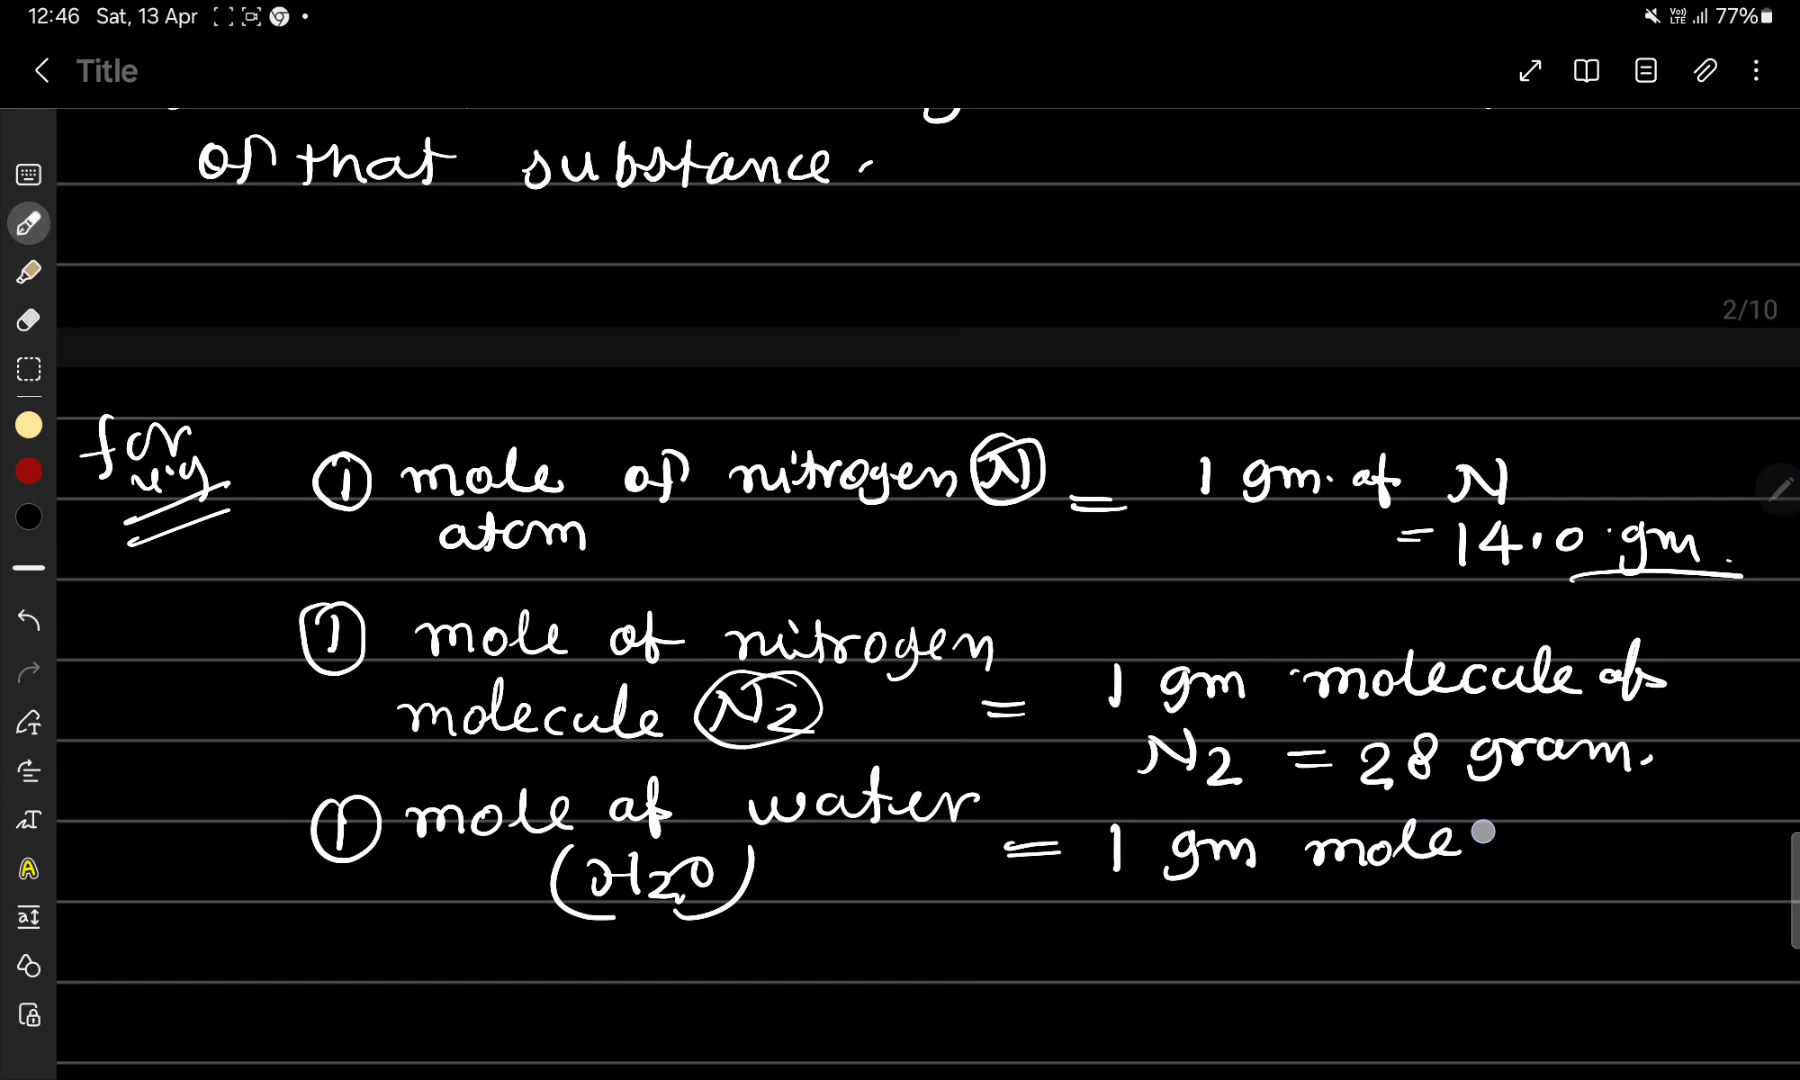 12:46 Sat, 13 Apr
Vo)) LTE 77%
Title
of that substance.
2/10
for
1 mole of nitrogen N = 1 gm. of N
atom = 14.0 gm.
1 mole of nitrogen
molecule N2 = 1 gm molecule of
N2 = 28 gram.
1 mole of water = 1 gm mole
(H2O)